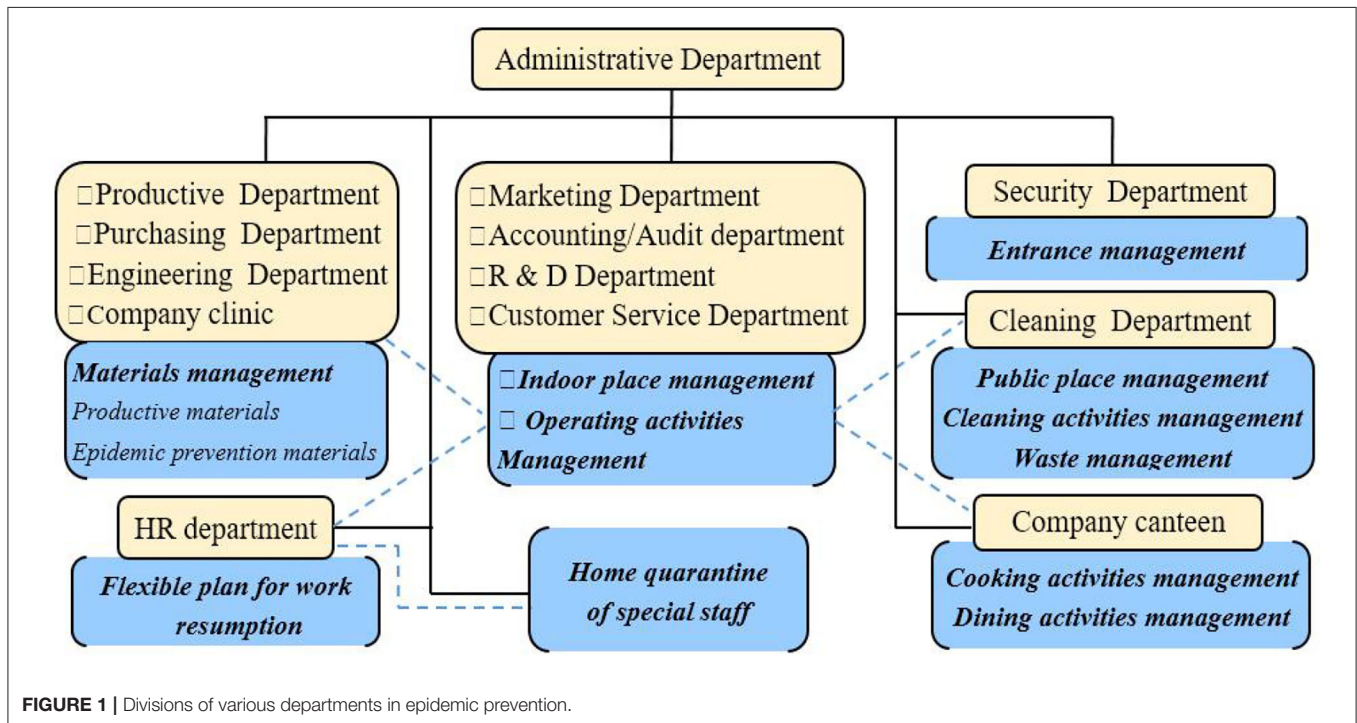 Administrative Department
□Productive Department
□Purchasing Department
□Engineering Department
□Company clinic
Materials management
Productive materials
Epidemic prevention materials
HR department
Flexible plan for work
resumption
□Marketing Department
□Accounting/Audit department
□R & D Department
□Customer Service Department
□Indoor place management
□ Operating activities
Management
Home quarantine
of special staff
Security Department
Entrance management
Cleaning Department
Public place management
Cleaning activities management
Waste management
Company canteen
Cooking activities management
Dining activities management
FIGURE 1 | Divisions of various departments in epidemic prevention.